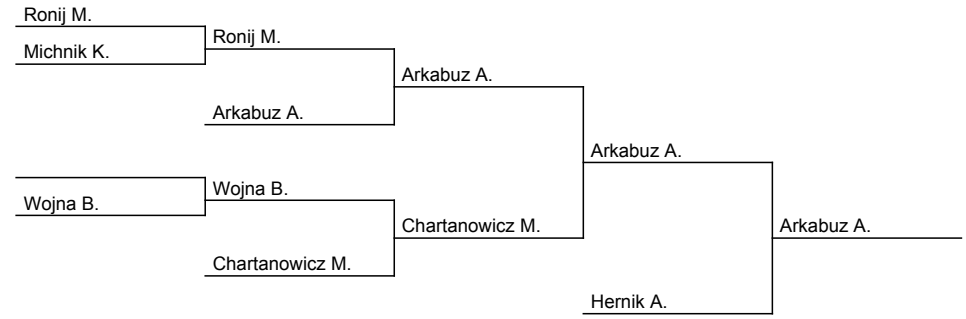 Ronij M.
Michnik K.
Ronij M.
Arkabuz A.
Arkabuz A.
Wojna B.
Wojna B.
Chartanowicz M.
Chartanowicz M.
Arkabuz A.
Hernik A.
Arkabuz A.